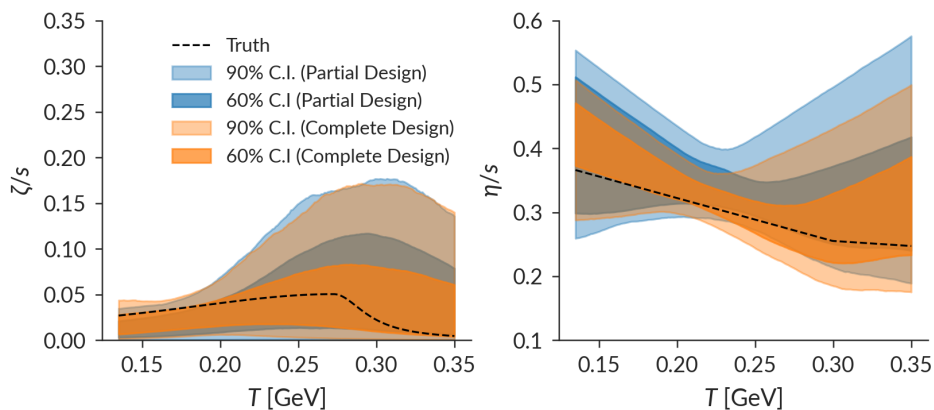 0.35
0.30
0.25
0.20
0.15
0.10
0.05
0.00
ζ/s
Truth
90% C.I. (Partial Design)
60% C.I (Partial Design)
90% C.I. (Complete Design)
60% C.I (Complete Design)
0.15 0.20 0.25 0.30 0.35
T [GeV]
0.6
0.5
0.4
0.3
0.2
0.1
η/s
0.15 0.20 0.25 0.30 0.35
T [GeV]